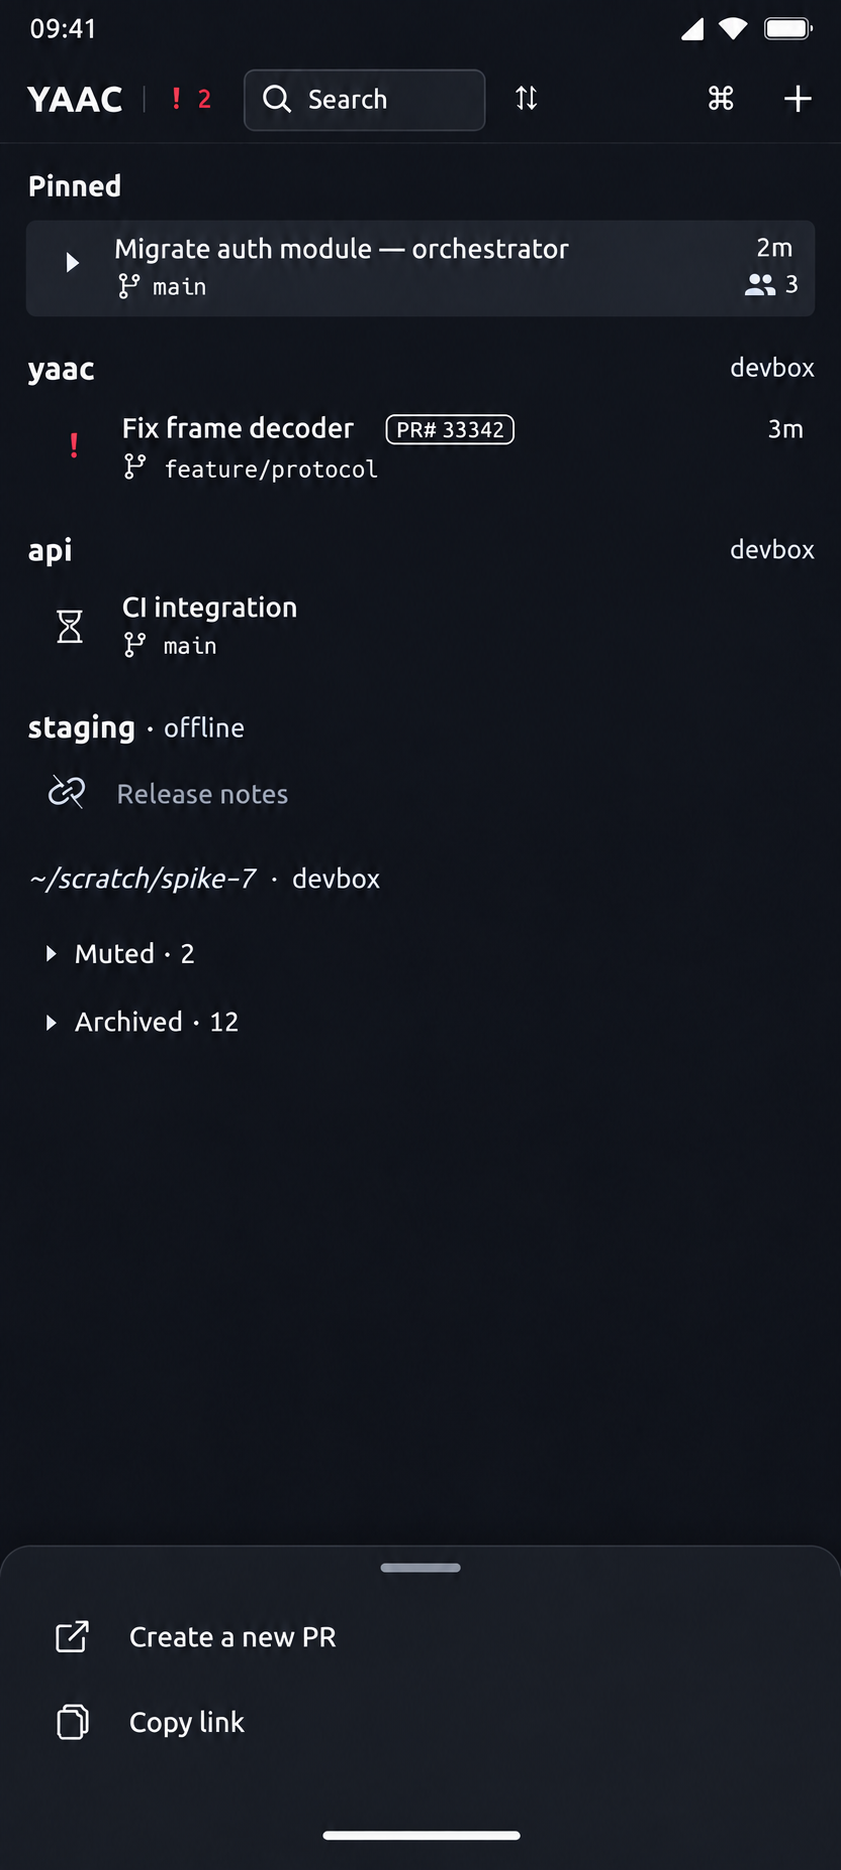 09:41
YAAC ! 2 Search ⌘ +
Pinned
Migrate auth module — orchestrator 2m
main 3
yaac devbox
! Fix frame decoder PR# 33342 3m
feature/protocol
api devbox
CI integration
main
staging · offline
Release notes
~/scratch/spike-7 · devbox
Muted · 2
Archived · 12
Create a new PR
Copy link